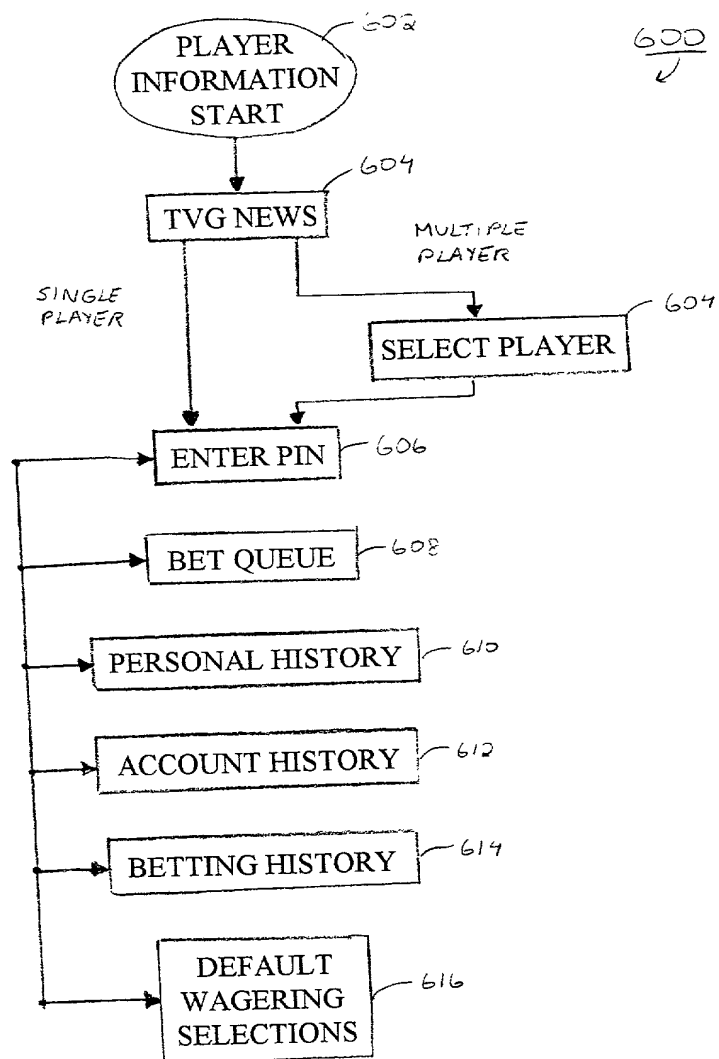 602
600
PLAYER
INFORMATION
START
604
TVG NEWS
MULTIPLE
PLAYER
SINGLE
PLAYER
604
SELECT PLAYER
ENTER PIN
606
BET QUEUE
608
PERSONAL HISTORY
610
ACCOUNT HISTORY
612
BETTING HISTORY
614
DEFAULT
WAGERING
SELECTIONS
616